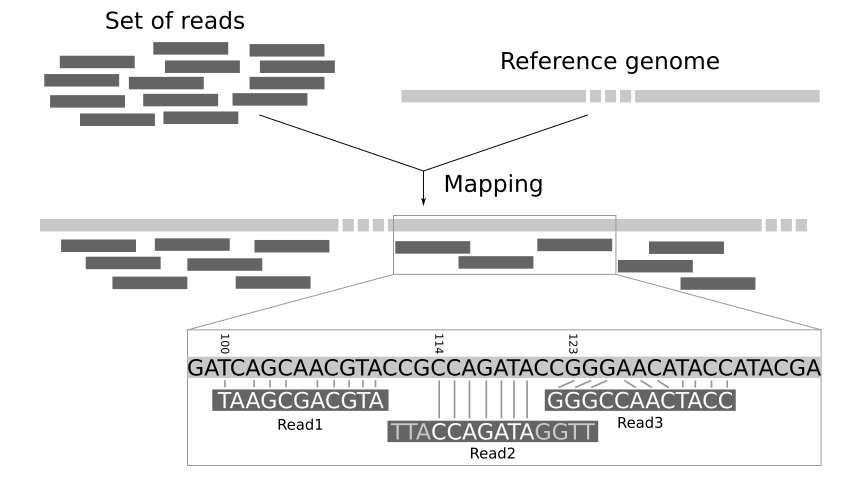 Set of reads
Reference genome
Mapping
100
114
123
GATCAGCAACGTACCGCCAGATACCGGGAACATACCATACGA
TAAGCGACGTA
Read1
TTACCAGATAGGTT
Read2
GGGCCAACTACC
Read3